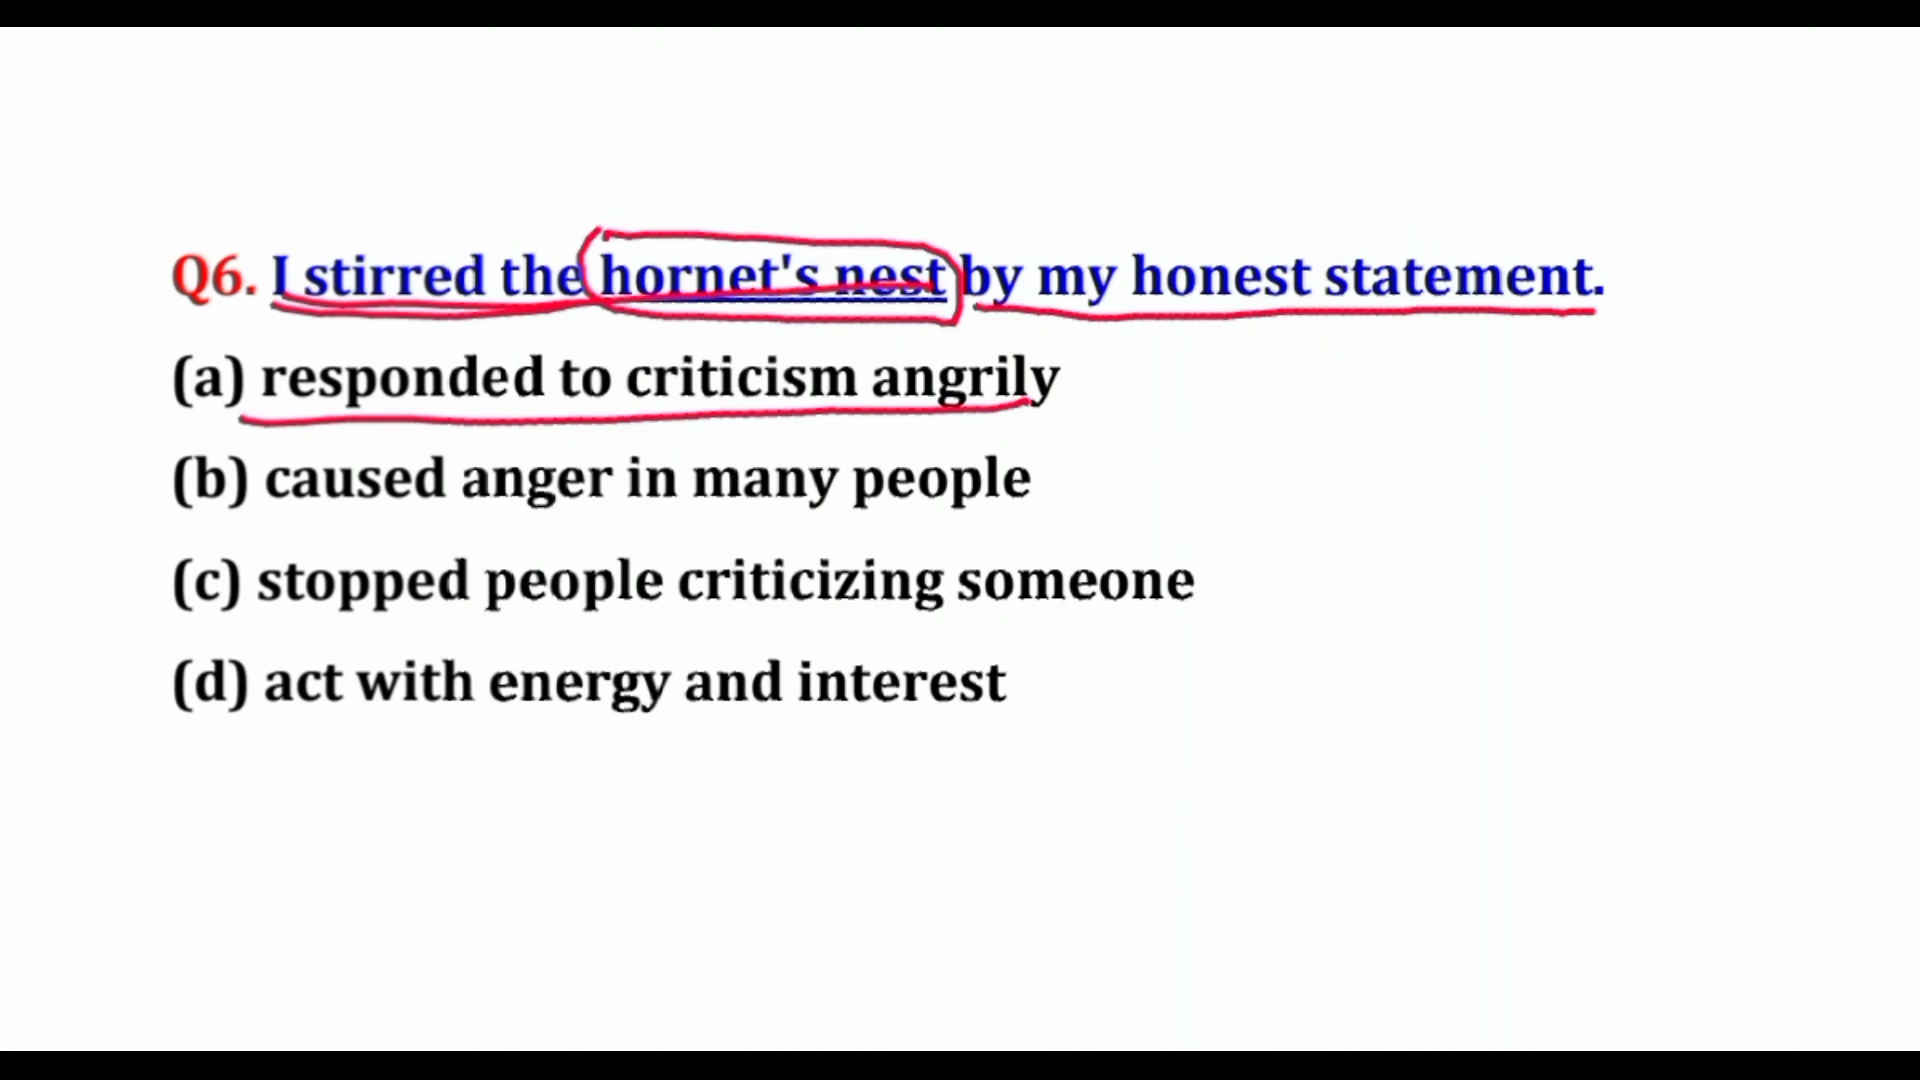 Q6. I stirred the hornet's nest by my honest statement.
(a) responded to criticism angrily
(b) caused anger in many people
(c) stopped people criticizing someone
(d) act with energy and interest